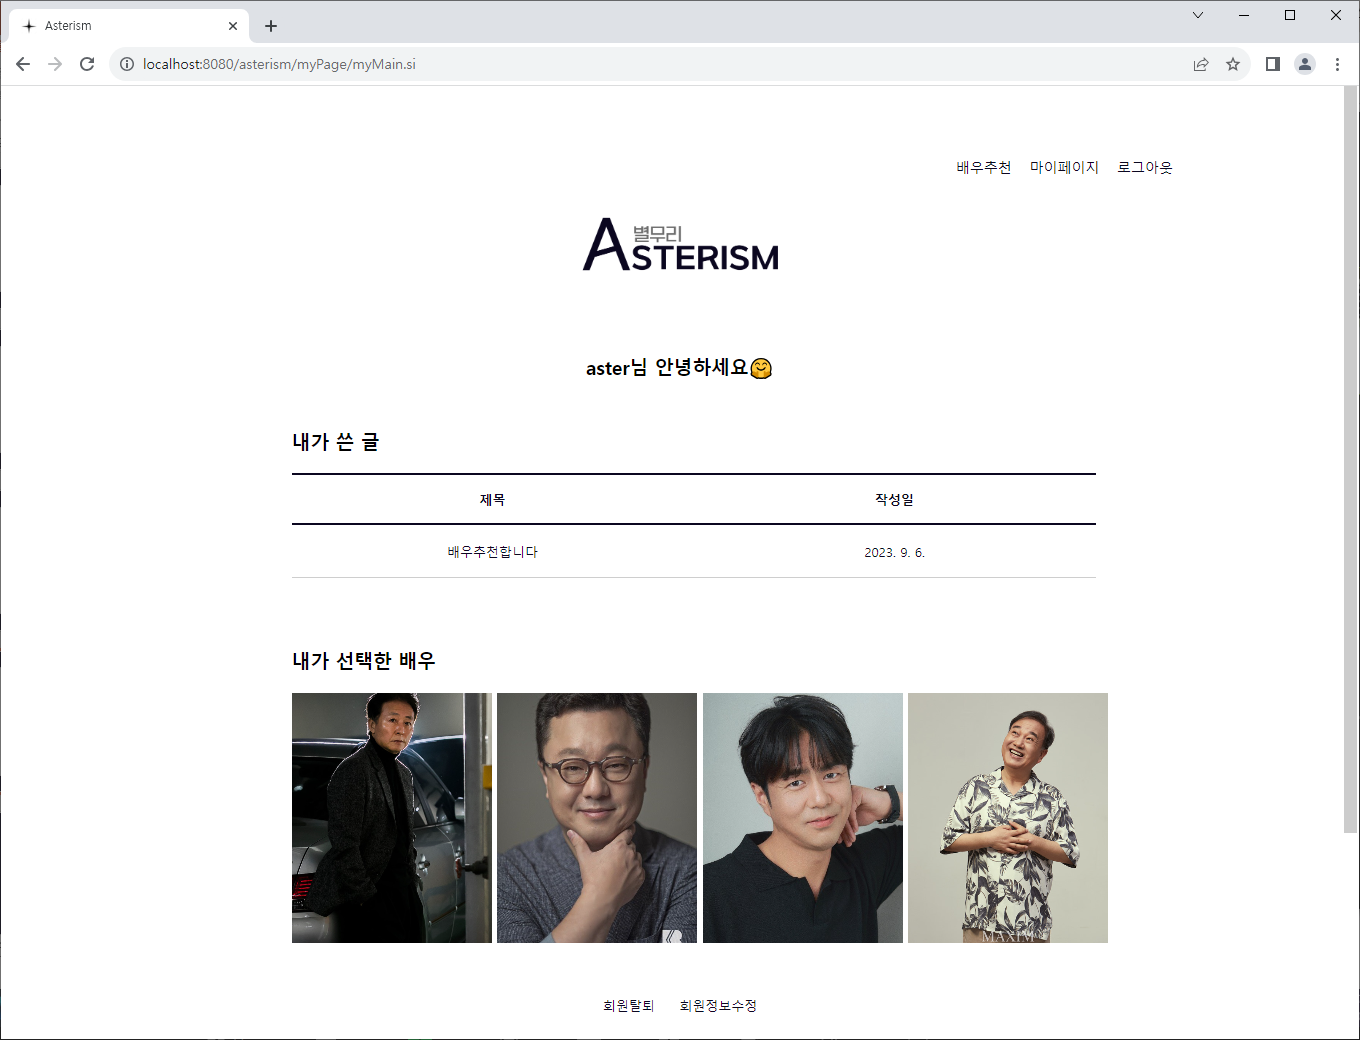 Asterism
localhost:8080/asterism/myPage/myMain.si
배우추천 마이페이지 로그아웃
별무리
ASTERISM
aster님 안녕하세요🤗
내가 쓴 글
제목 작성일
배우추천합니다 2023. 9. 6.
내가 선택한 배우
MAXIM
회원탈퇴 회원정보수정